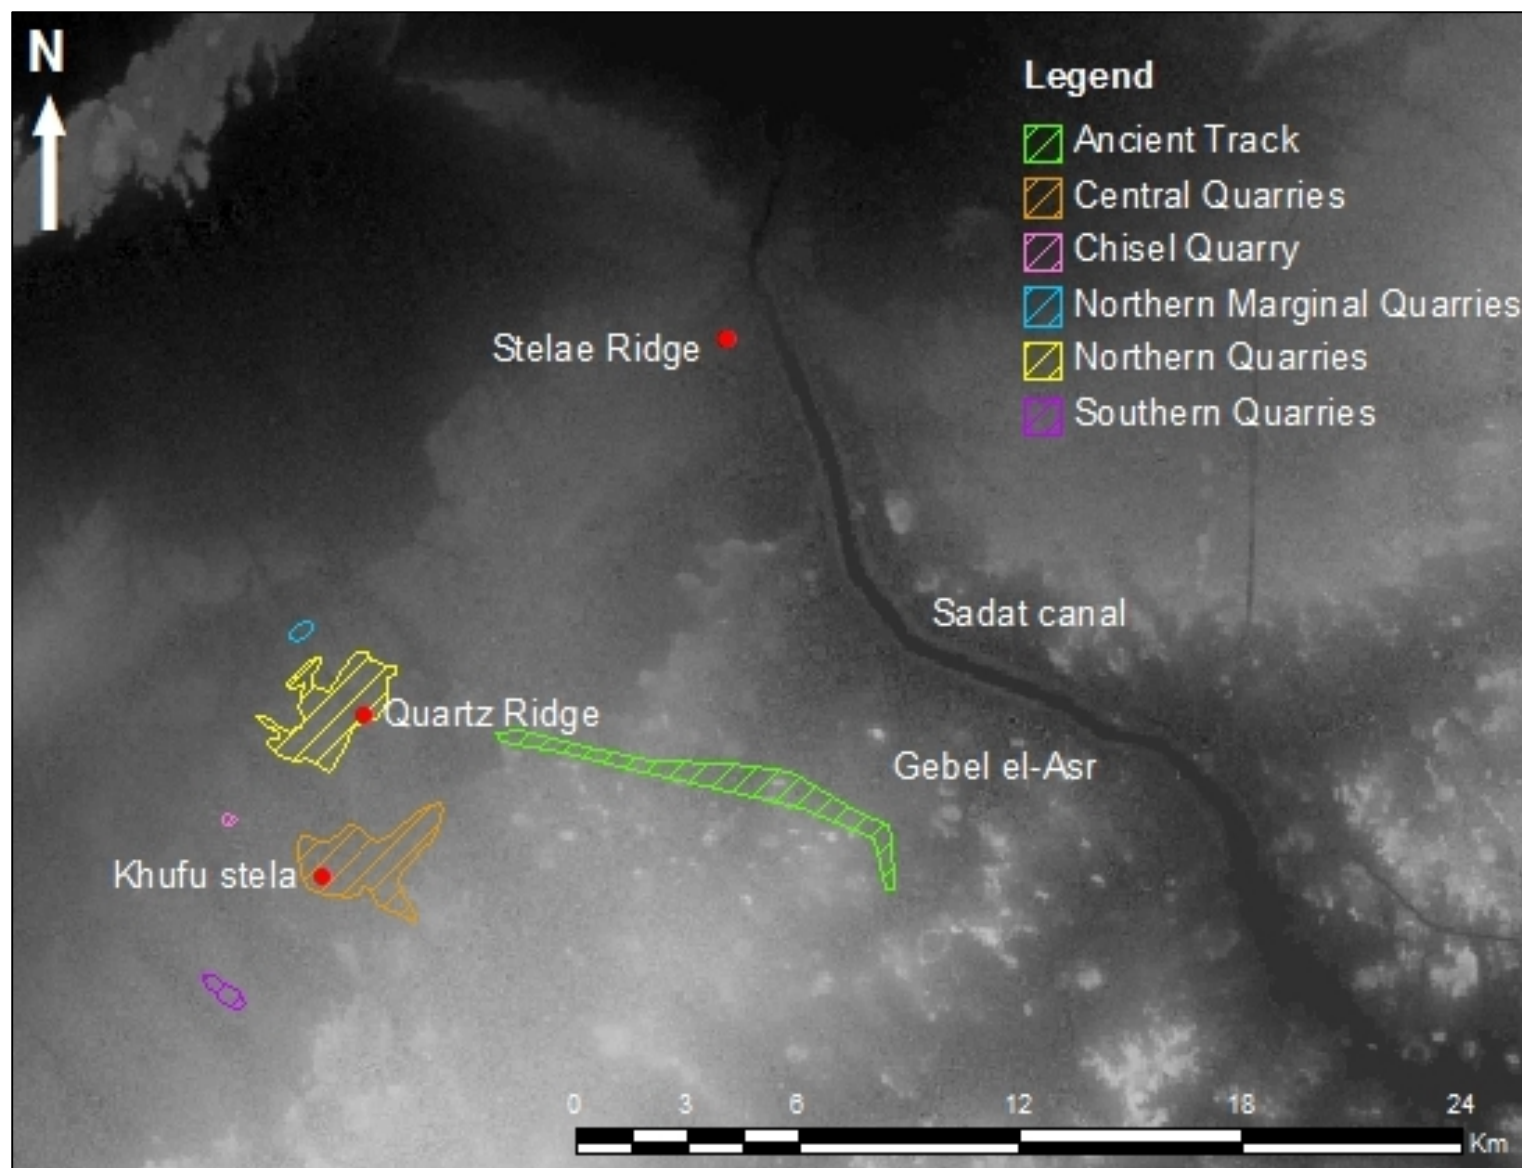 N
Legend
Ancient Track
Central Quarries
Chisel Quarry
Northern Marginal Quarries
Northern Quarries
Southern Quarries
Stelae Ridge
Sadat canal
Quartz Ridge
Gebel el-Asr
Khufu stela
0 3 6 12 18 24
Km